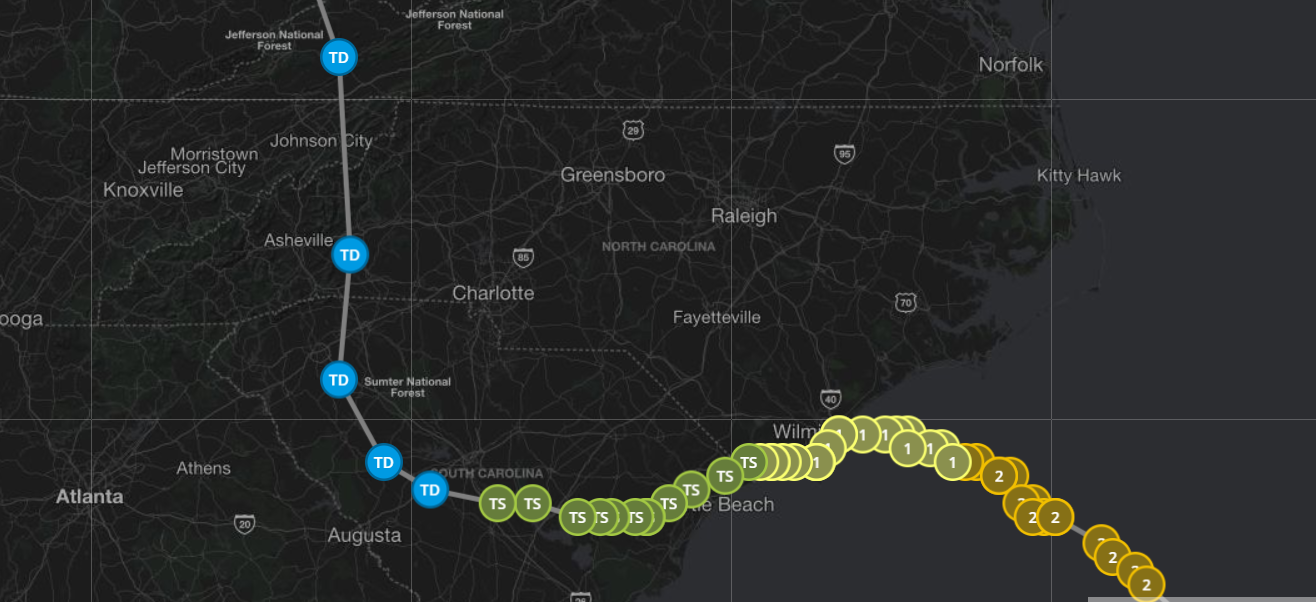 Jefferson National
Forest
Jefferson National
Forest
TD
Norfolk
29
Johnson City
95
Morristown
Jefferson City
Knoxville
Greensboro
Kitty Hawk
Raleigh
Asheville
TD
NORTH CAROLINA
85
Charlotte
70
ooga
Fayetteville
TD
Sumter National
Forest
40
Wilm
1
1
1
1
1
TD
TS
1
1
Athens
OUTH CAROLINA
TS
2
TD
TS
Atlanta
TS
TS
TS
le Beach
2
TS
TS
TS
2
2
20
Augusta
2
2
2
2
26